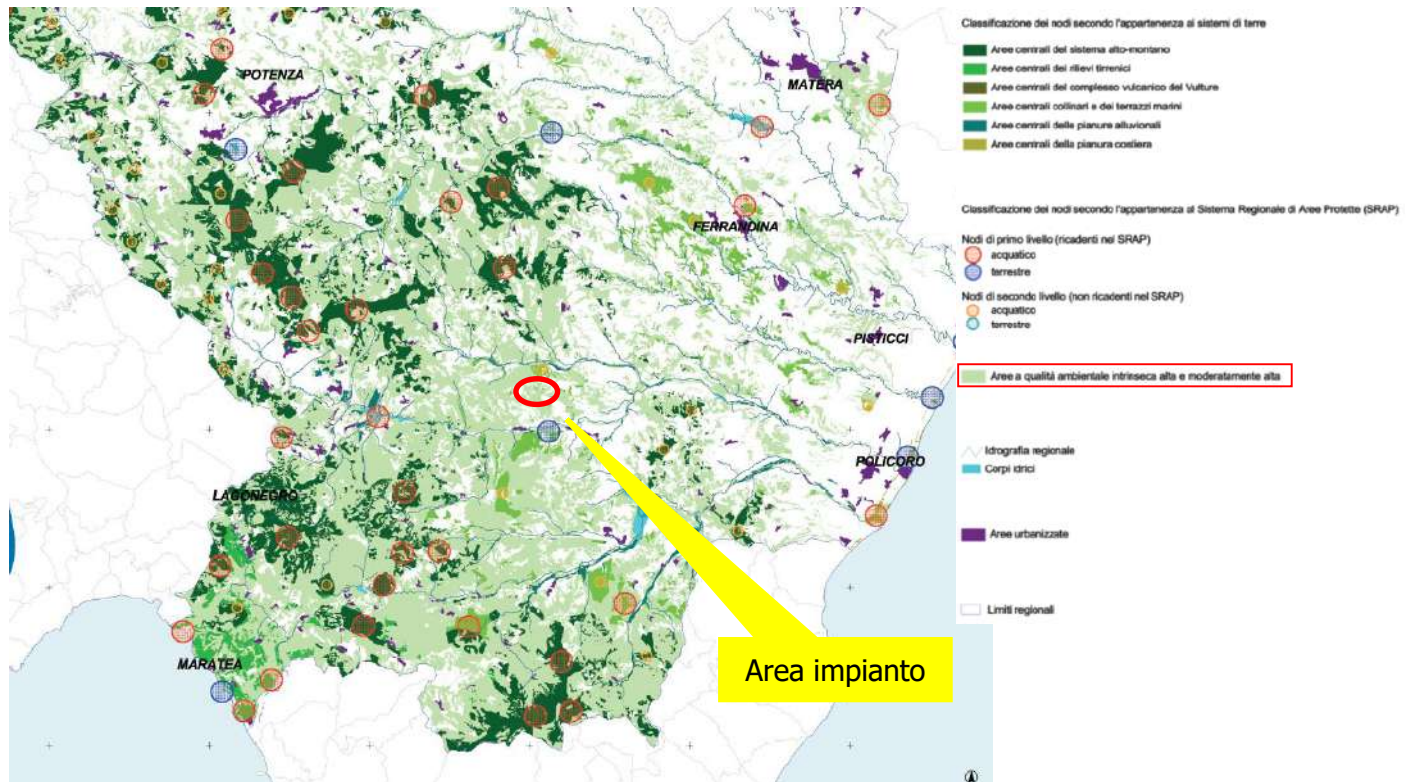 POTENZA
MATERA
FERRANDINA
PISTICCI
POLICORO
LAGONEGRO
MARATEA
Area impianto
Classificazione dei nodi secondo l'appartenenza ai sistemi di terre
Aree centrali del sistema alto-montano
Aree centrali dei rilievi tirrenici
Aree centrali del complesso vulcanico del Vulture
Aree centrali collinari e dei terrazzi marini
Aree centrali delle pianure alluvionali
Aree centrali della pianura costiera
Classificazione dei nodi secondo l'appartenenza al Sistema Regionale di Aree Protette (SRAP)
Nodi di primo livello (ricadenti nel SRAP)
acquatico
terrestre
Nodi di secondo livello (non ricadenti nel SRAP)
acquatico
terrestre
Aree a qualità ambientale intrinseca alta e moderatamente alta
Idrografia regionale
Corpi idrici
Aree urbanizzate
Limiti regionali